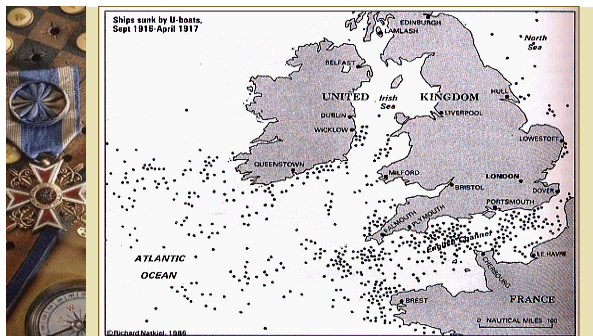 Ships sunk by U-boats,
Sept 1916-April 1917
EDINBURGH
LAMLASH
North
Sea
BELFAST
UNITED
Irish
Sea
KINGDOM
HULL
DUBLIN
LIVERPOOL
WICKLOW
LOWESTOFT
QUEENSTOWN
MILFORD
LONDON
BRISTOL
DOVER
PORTSMOUTH
FALMOUTH
PLYMOUTH
English Channel
LE HAVRE
CHERBOURG
ATLANTIC
OCEAN
BREST
FRANCE
0 NAUTICAL MILES 100
©Richard Natkiel, 1986